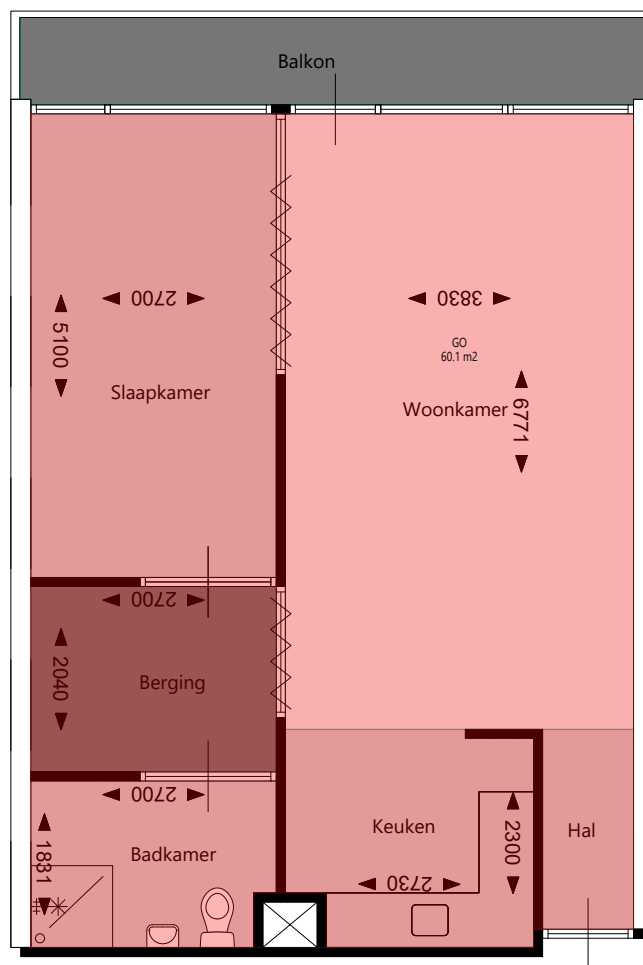 Balkon
2700
3830
5100
GO
60.1 m2
Slaapkamer
Woonkamer
6771
2700
2040
Berging
2700
1831
Badkamer
Keuken
2300
Hal
2730